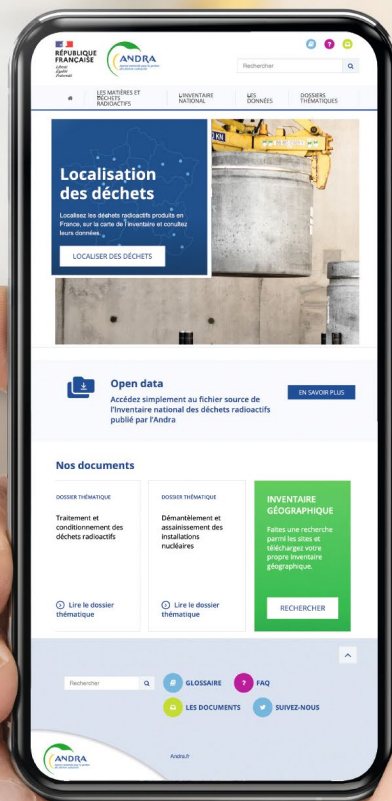 RÉPUBLIQUE
FRANÇAISE
Liberté
Égalité
Fraternité
ANDRA
Rechercher
LES MATIÈRES ET
DÉCHETS
RADIOACTIFS
L'INVENTAIRE
NATIONAL
LES
DONNÉES
DOSSIERS
THÉMATIQUES
Localisation
des déchets
Localisez les déchets radioactifs produits en
France, sur la carte de l'inventaire et conultez
leurs données.
LOCALISER DES DÉCHETS
KN
Open data
Accédez simplement au fichier source de
l'Inventaire national des déchets radioactifs
publié par l'Andra
EN SAVOIR PLUS
Nos documents
DOSSIER THÉMATIQUE
Traitement et
conditionnement des
déchets radioactifs
Lire le dossier
thématique
DOSSIER THÉMATIQUE
Démantèlement et
assainissement des
installations
nucléaires
Lire le dossier
thématique
INVENTAIRE
GÉOGRAPHIQUE
Faites une recherche
parmi les sites et
téléchargez votre
propre inventaire
géographique.
RECHERCHER
Rechercher
# GLOSSAIRE
? FAQ
LES DOCUMENTS
SUIVEZ-NOUS
ANDRA
Andra.fr